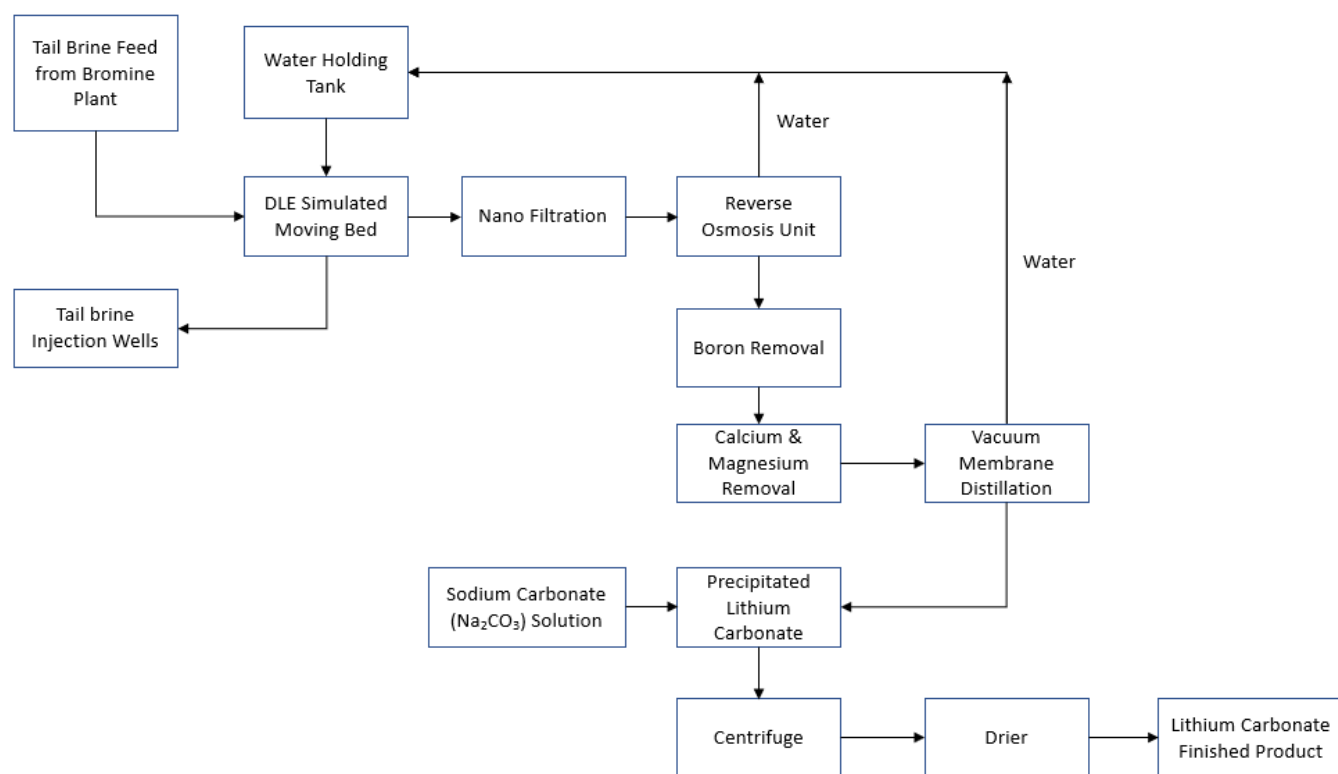 Tail Brine Feed
from Bromine
Plant
Water Holding
Tank
Water
DLE Simulated
Moving Bed
Nano Filtration
Reverse
Osmosis Unit
Water
Tail brine
Injection Wells
Boron Removal
Calcium &
Magnesium
Removal
Vacuum
Membrane
Distillation
Sodium Carbonate
(Na₂CO₃) Solution
Precipitated
Lithium
Carbonate
Centrifuge
Drier
Lithium Carbonate
Finished Product